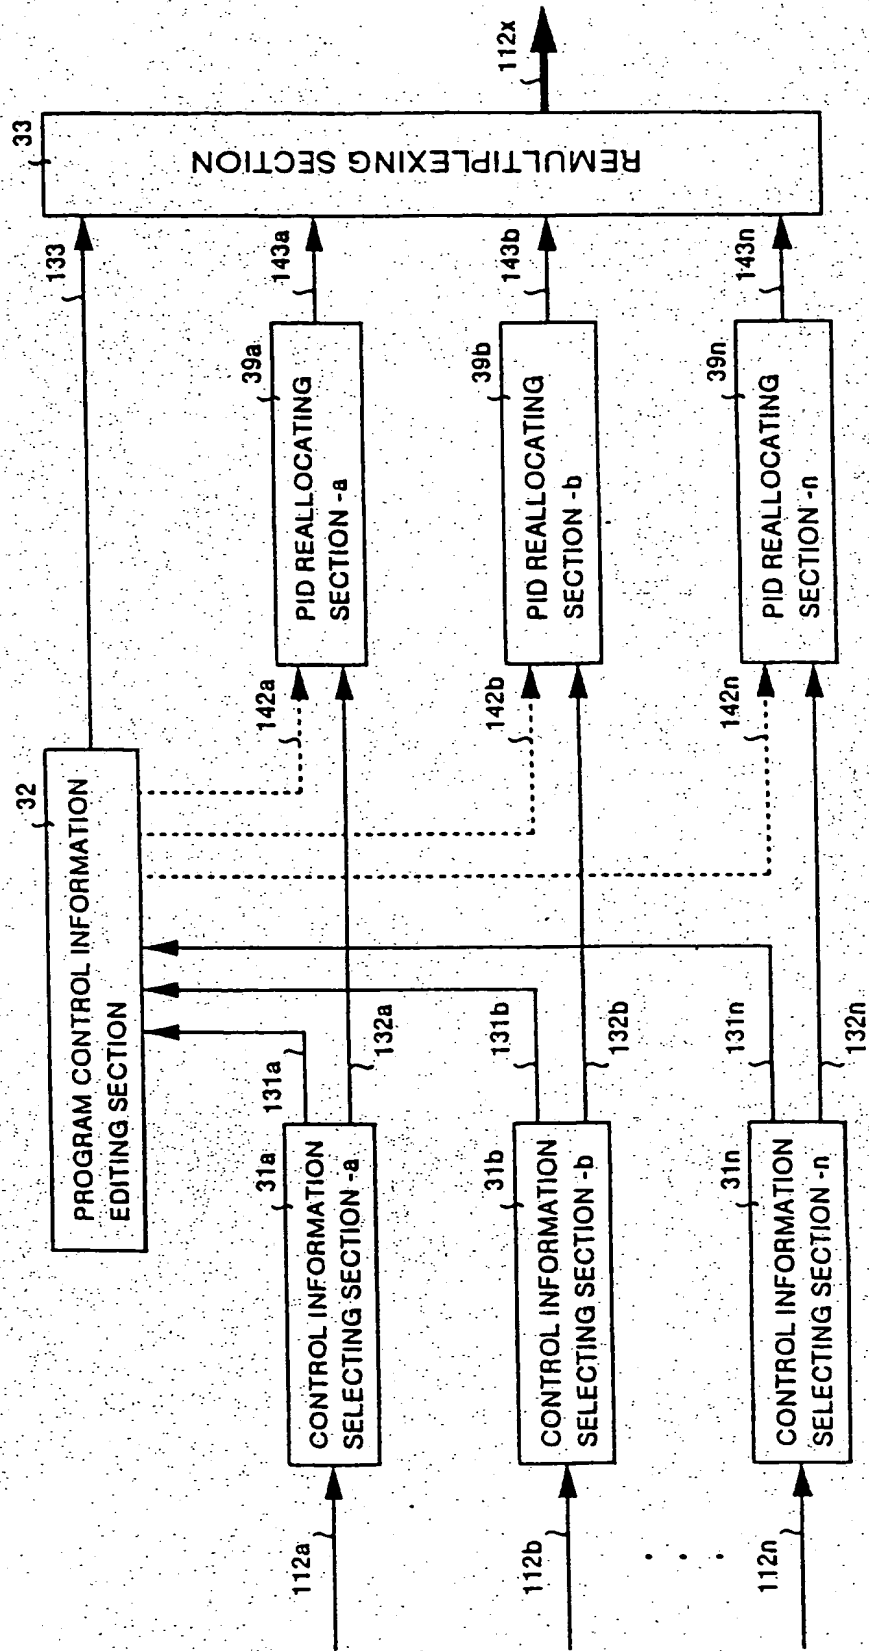 32
PROGRAM CONTROL INFORMATION
EDITING SECTION
133
33
REMULTIPLEXING SECTION
112x
112a
31a
CONTROL INFORMATION
SELECTING SECTION -a
131a
132a
142a
39a
PID REALLOCATING
SECTION -a
143a
112b
31b
CONTROL INFORMATION
SELECTING SECTION -b
131b
132b
142b
39b
PID REALLOCATING
SECTION -b
143b
112n
31n
CONTROL INFORMATION
SELECTING SECTION -n
131n
132n
142n
39n
PID REALLOCATING
SECTION -n
143n